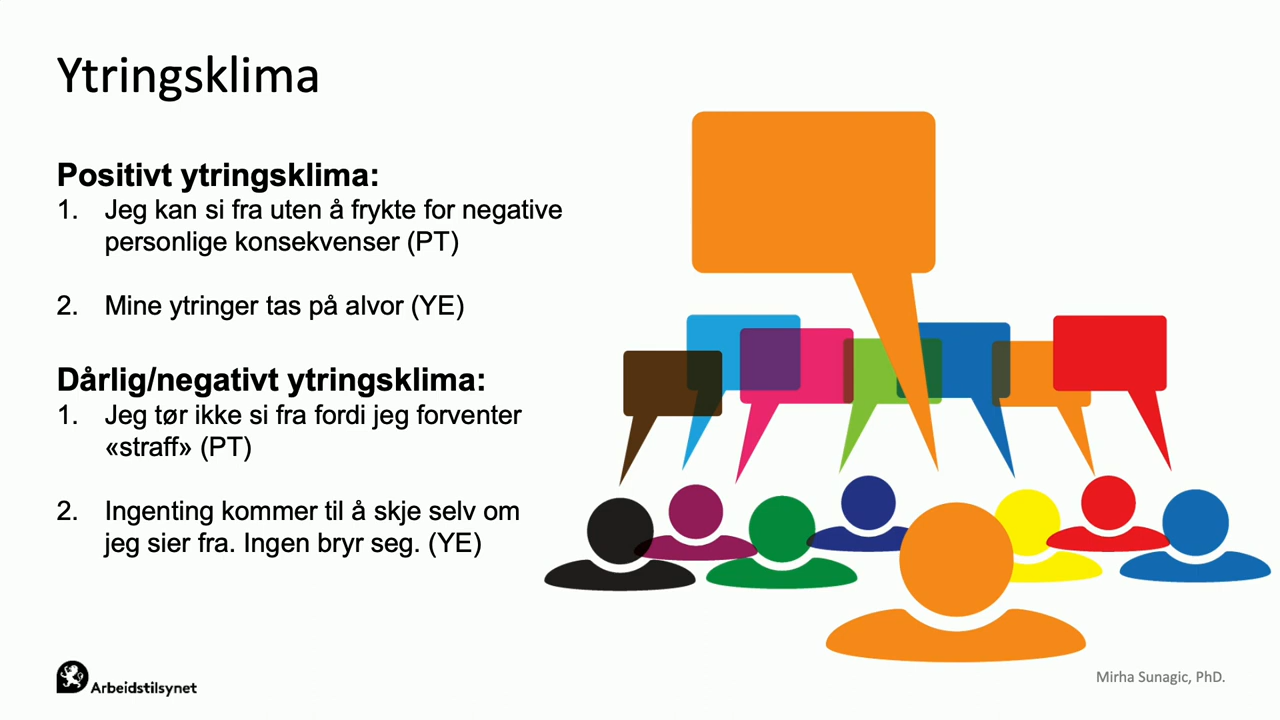 Ytringsklima
Positivt ytringsklima:
1. Jeg kan si fra uten å frykte for negative
personlige konsekvenser (PT)
2. Mine ytringer tas på alvor (YE)
Dårlig/negativt ytringsklima:
1. Jeg tør ikke si fra fordi jeg forventer
«straff» (PT)
2. Ingenting kommer til å skje selv om
jeg sier fra. Ingen bryr seg. (YE)
Arbeidstilsynet
Mirha Sunagic, PhD.